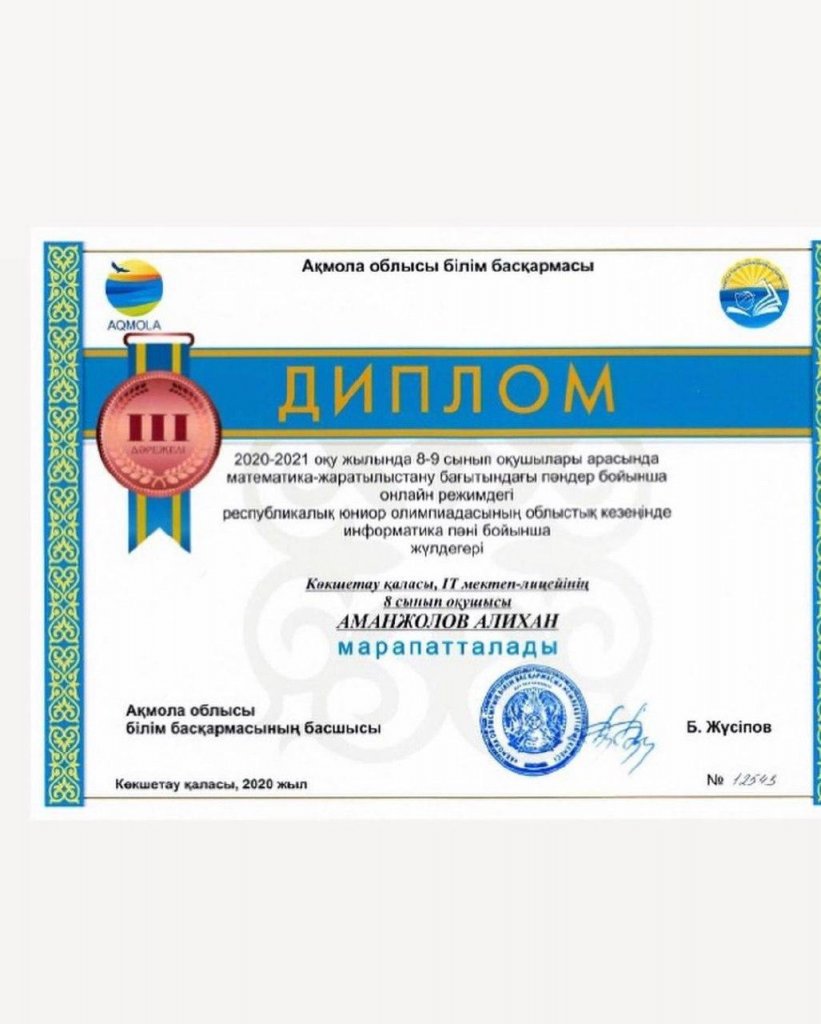 Ақмола облысы білім басқармасы
AQMOLA
ДИПЛОМ
III
ДӘРЕЖЕЛІ
2020-2021 оқу жылында 8-9 сынып оқушылары арасында
математика-жаратылыстану бағытындағы пәндер бойынша
онлайн режимдегі
республикалық юниор олимпиадасының облыстық кезеңінде
информатика пәні бойынша
жүлдегері
Көкшетау қаласы, IT мектеп-лицейінің
8 сынып оқушысы
АМАНЖОЛОВ АЛИХАН
марапатталады
Ақмола облысы
білім басқармасының басшысы
Б. Жүсіпов
Көкшетау қаласы, 2020 жыл
№ 12543